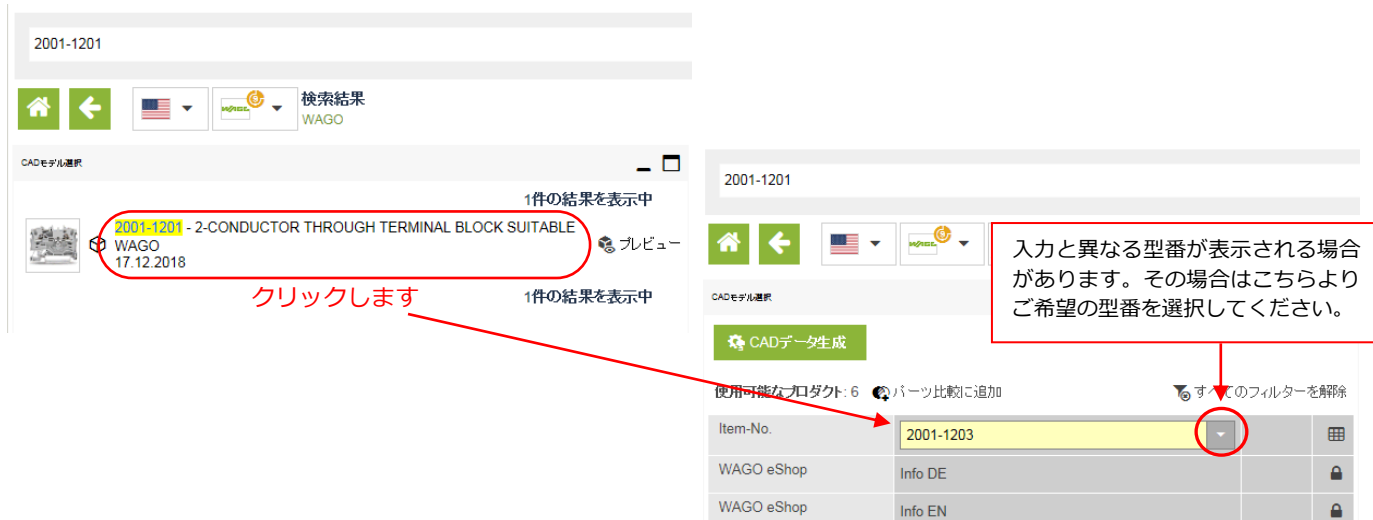 2001-1201
検索結果
WAGO
CADモデル選択
1件の結果を表示中
2001-1201 - 2-CONDUCTOR THROUGH TERMINAL BLOCK SUITABLE
WAGO
17.12.2018
プレビュー
クリックします
1件の結果を表示中
2001-1201
入力と異なる型番が表示される場合
があります。その場合はこちらより
ご希望の型番を選択してください。
CADモデル選択
CADデータ生成
使用可能なプロダクト: 6 パーツ比較に追加 すべてのフィルターを解除
Item-No. 2001-1203
WAGO eShop Info DE
WAGO eShop Info EN